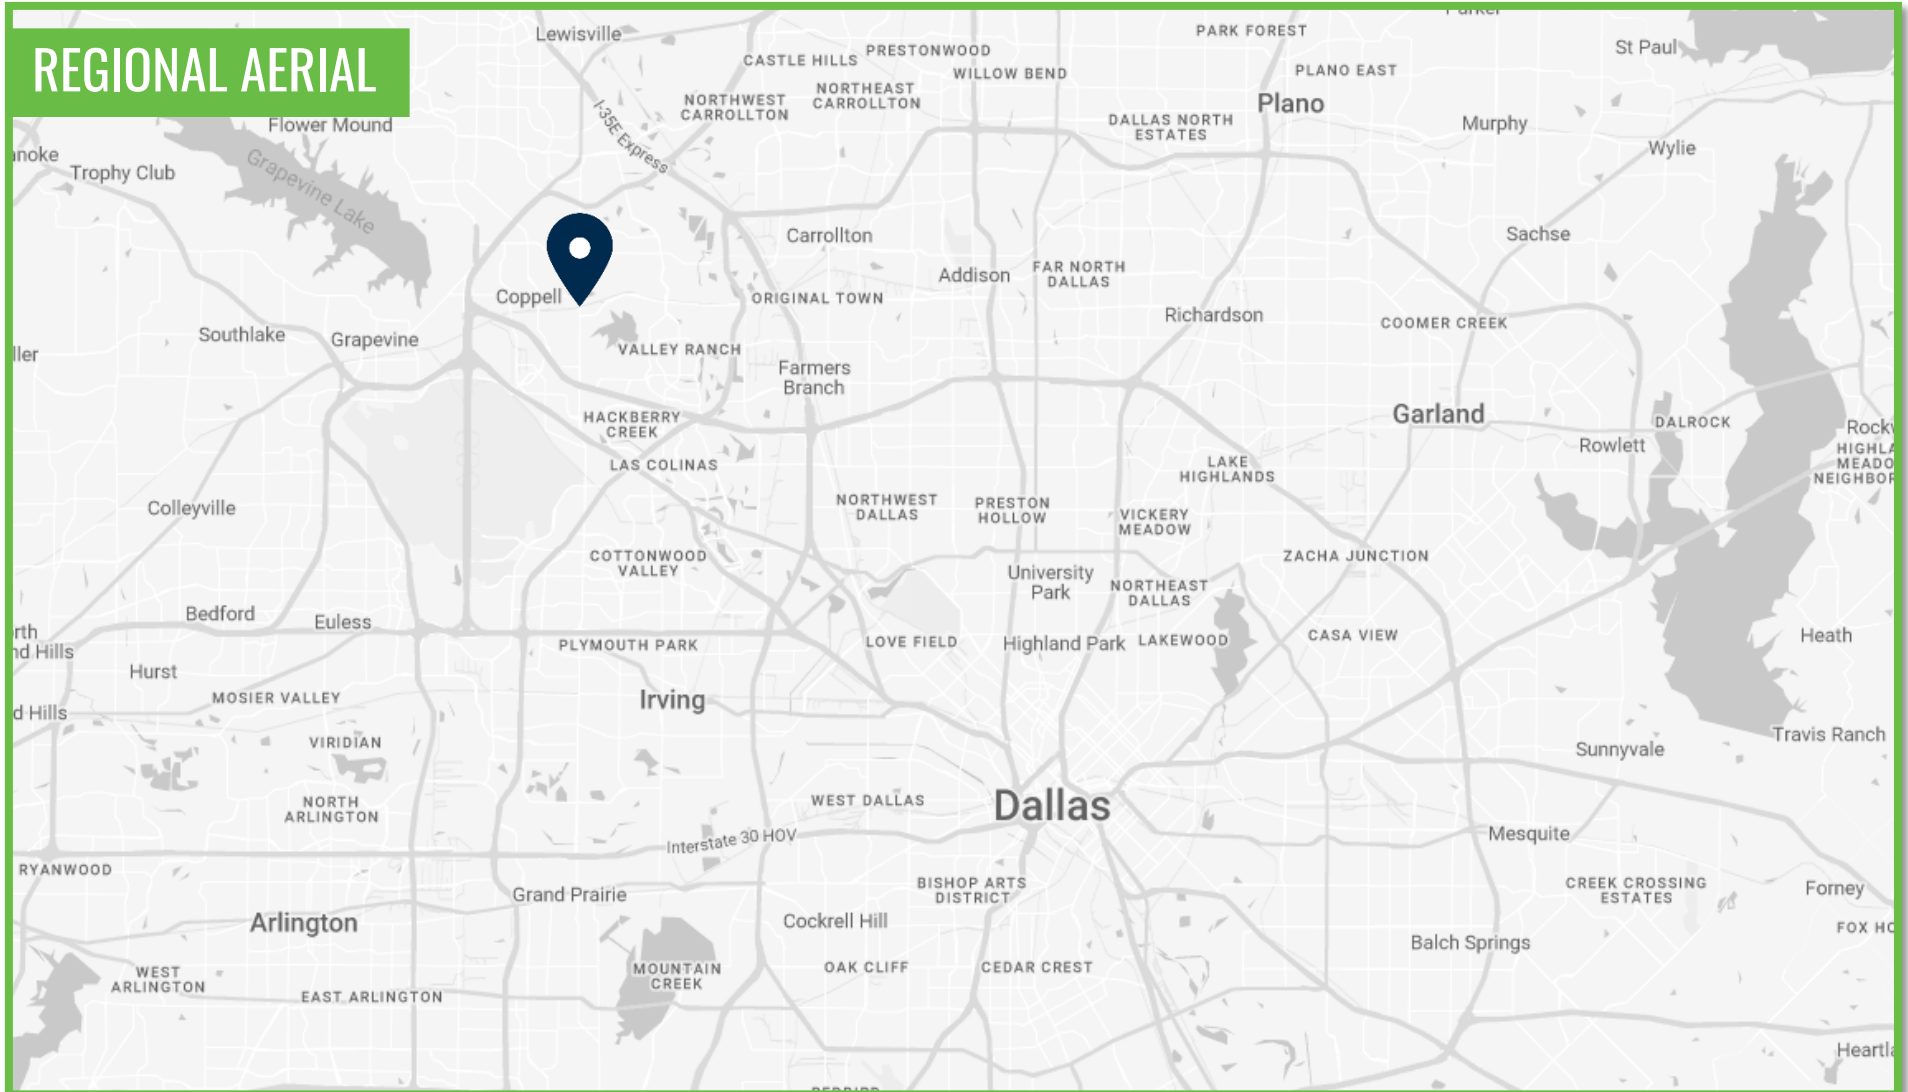 REGIONAL AERIAL
Lewisville
CASTLE HILLS
PRESTONWOOD
WILLOW BEND
PARK FOREST
PLANO EAST
St Paul
NORTHWEST
CARROLLTON
NORTHEAST
CARROLLTON
I-35E Express
DALLAS NORTH
ESTATES
Plano
Murphy
Wylie
Flower Mound
Trophy Club
Grapevine Lake
Carrollton
Sachse
Addison
FAR NORTH
DALLAS
Coppell
ORIGINAL TOWN
Richardson
COOMER CREEK
Southlake
Grapevine
VALLEY RANCH
Farmers
Branch
HACKBERRY
CREEK
Garland
DALROCK
Rowlett
HIGHLA
MEADO
NEIGHBOR
LAS COLINAS
LAKE
HIGHLANDS
Colleyville
NORTHWEST
DALLAS
PRESTON
HOLLOW
VICKERY
MEADOW
COTTONWOOD
VALLEY
ZACHA JUNCTION
University
Park
NORTHEAST
DALLAS
Bedford
Euless
rth
nd Hills
PLYMOUTH PARK
LOVE FIELD
Highland Park
LAKEWOOD
CASA VIEW
Heath
Hurst
MOSIER VALLEY
Irving
d Hills
VIRIDIAN
Sunnyvale
Travis Ranch
NORTH
ARLINGTON
WEST DALLAS
Dallas
Interstate 30 HOV
Mesquite
RYANWOOD
Grand Prairie
BISHOP ARTS
DISTRICT
CREEK CROSSING
ESTATES
Forney
Arlington
Cockrell Hill
FOX HO
Balch Springs
WEST
ARLINGTON
MOUNTAIN
CREEK
OAK CLIFF
CEDAR CREST
EAST ARLINGTON
Heartla